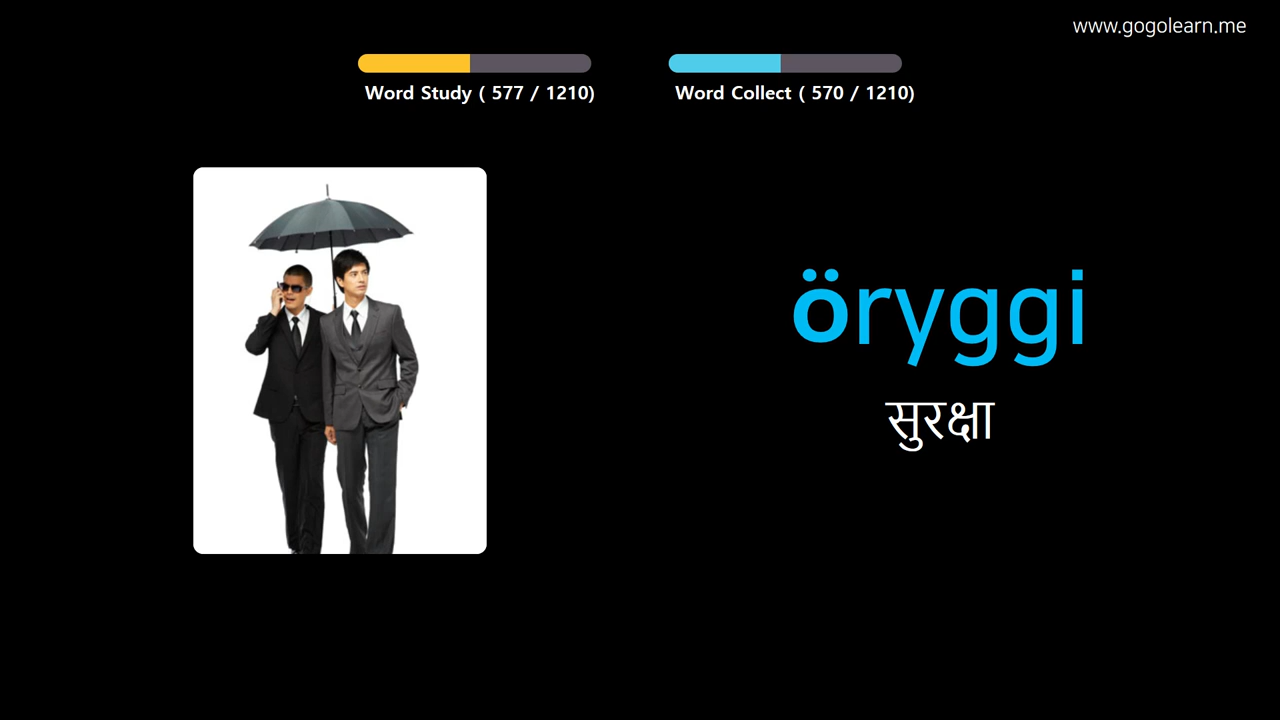 www.gogolearn.me
Word Study ( 577 / 1210)
Word Collect ( 570 / 1210)
öryggi
सुरक्षा